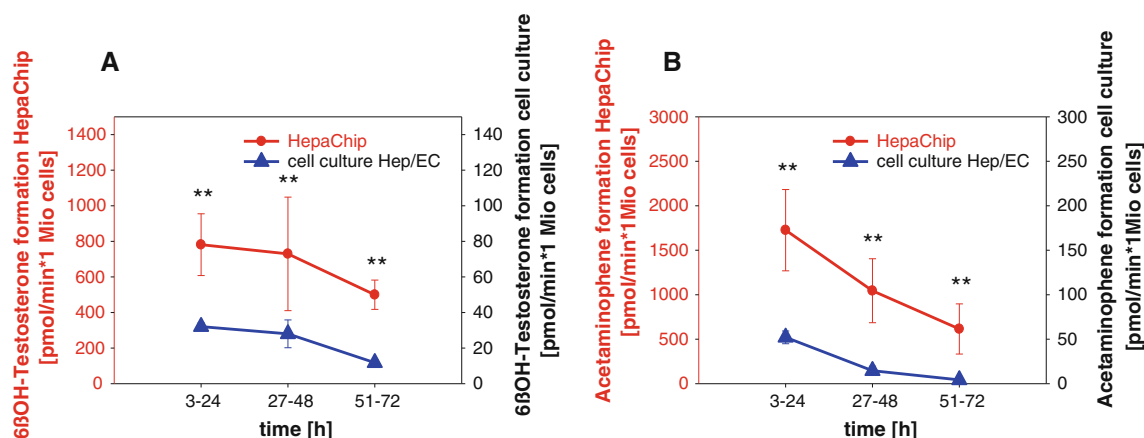 A
6ßOH-Testosterone formation HepaChip
[pmol/min*1 Mio cells]
1400
1200
1000
800
600
400
200
0
HepaChip
cell culture Hep/EC
**
**
**
140
120
100
80
60
40
20
0
6ßOH-Testosterone formation cell culture
[pmol/min*1 Mio cells]
3-24 27-48 51-72
time [h]
B
Acetaminophene formation HepaChip
[pmol/min*1Mio cells]
3000
2500
2000
1500
1000
500
0
HepaChip
cell culture Hep/EC
**
**
**
300
250
200
150
100
50
0
Acetaminophene formation cell culture
[pmol/min*1Mio cells]
3-24 27-48 51-72
time [h]